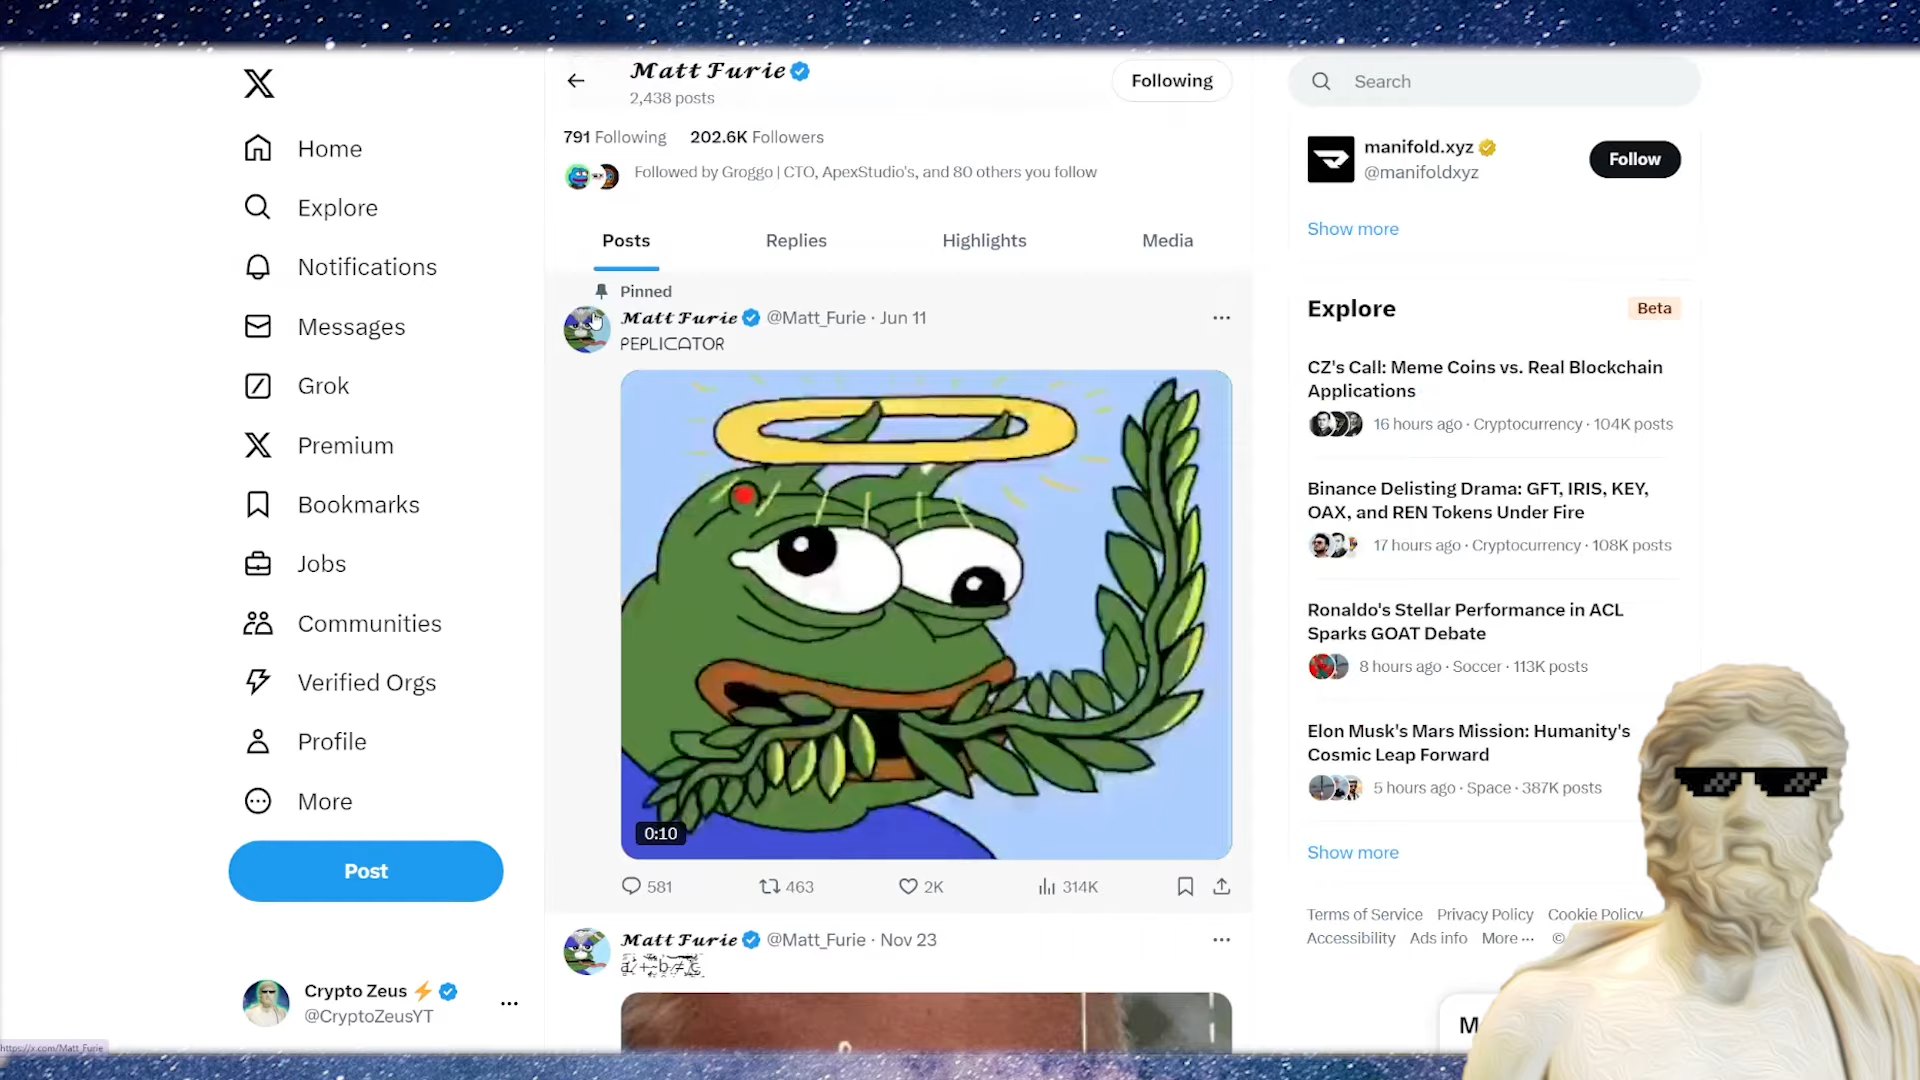 Home
Explore
Notifications
Messages
Grok
Premium
Bookmarks
Jobs
Communities
Verified Orgs
Profile
More
Post
Crypto Zeus
@CryptoZeusYT
https://x.com/Matt_Furie
𝓜𝓪𝓽𝓽 𝓕𝓾𝓻𝓲𝓮
2,438 posts
Following
791 Following 202.6K Followers
Followed by Groggo | CTO, ApexStudio's, and 80 others you follow
Posts Replies Highlights Media
Pinned
𝓜𝓪𝓽𝓽 𝓕𝓾𝓻𝓲𝓮 @Matt_Furie · Jun 11
PEPLICATOR
0:10
581 463 2K 314K
𝓜𝓪𝓽𝓽 𝓕𝓾𝓻𝓲𝓮 @Matt_Furie · Nov 23
Search
manifold.xyz
@manifoldxyz
Follow
Show more
Explore Beta
CZ's Call: Meme Coins vs. Real Blockchain
Applications
16 hours ago · Cryptocurrency · 104K posts
Binance Delisting Drama: GFT, IRIS, KEY,
OAX, and REN Tokens Under Fire
17 hours ago · Cryptocurrency · 108K posts
Ronaldo's Stellar Performance in ACL
Sparks GOAT Debate
8 hours ago · Soccer · 113K posts
Elon Musk's Mars Mission: Humanity's
Cosmic Leap Forward
5 hours ago · Space · 387K posts
Show more
Terms of Service Privacy Policy Cookie Policy
Accessibility Ads info More ··· ©